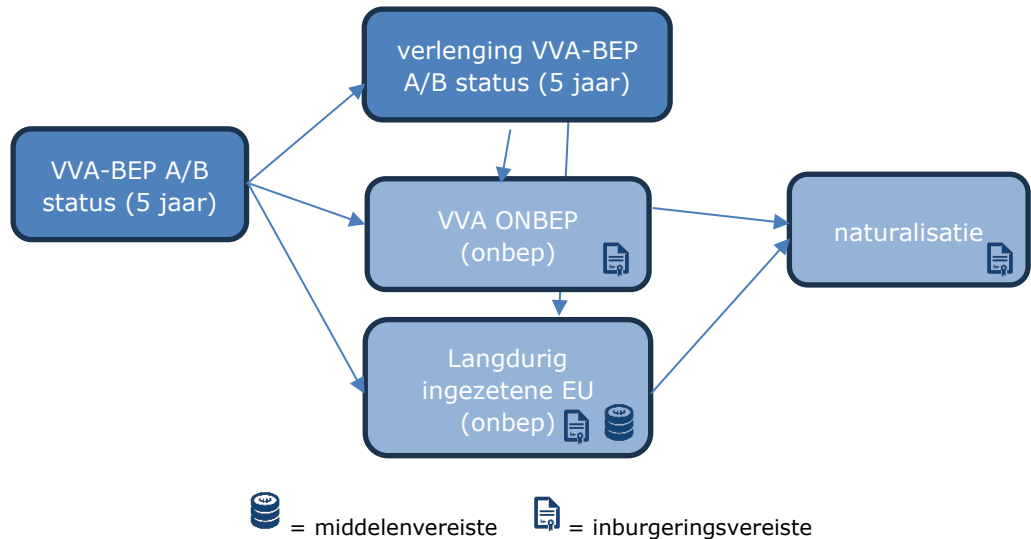 verlenging VVA-BEP
A/B status (5 jaar)
VVA-BEP A/B
status (5 jaar)
VVA ONBEP
(onbep)
naturalisatie
Langdurig
ingezetene EU
(onbep)
= middelenvereiste
= inburgeringsvereiste